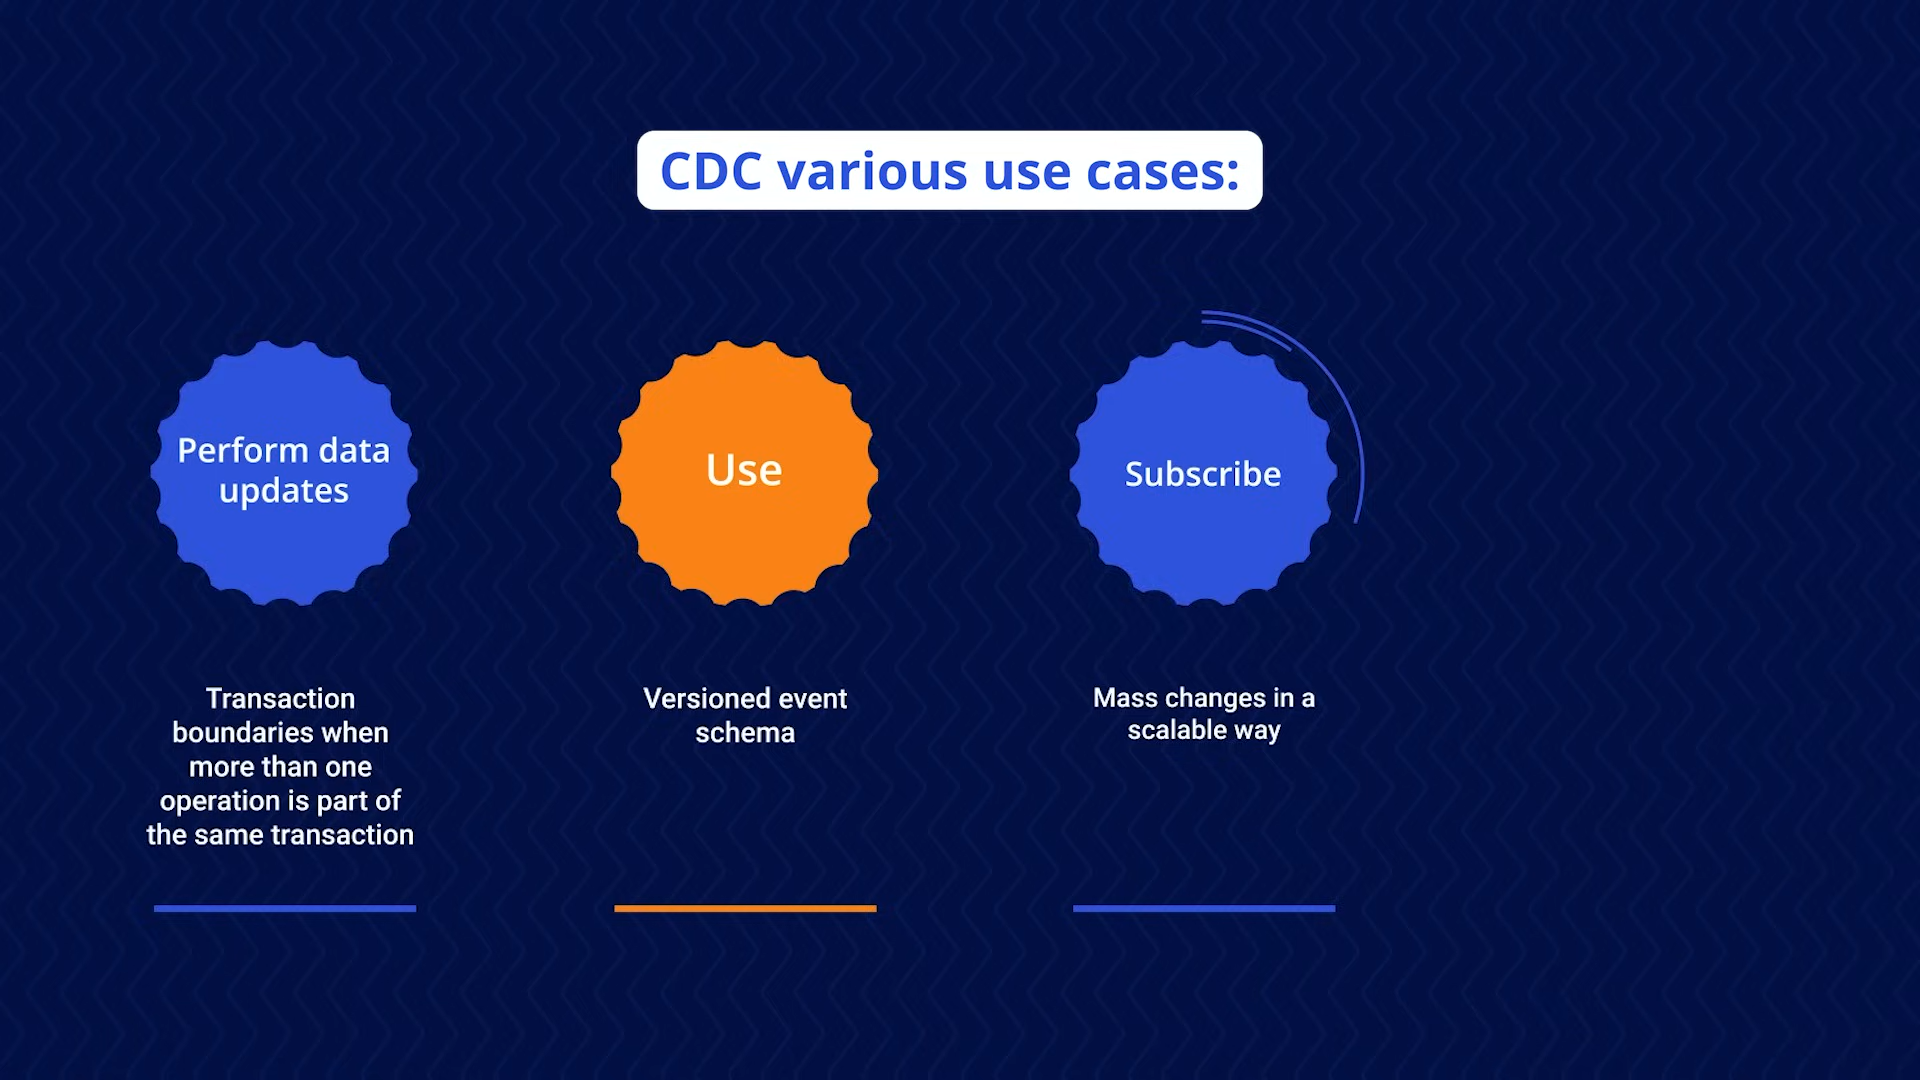 CDC various use cases:
Perform data
updates
Use
Subscribe
Transaction
boundaries when
more than one
operation is part of
the same transaction
Versioned event
schema
Mass changes in a
scalable way